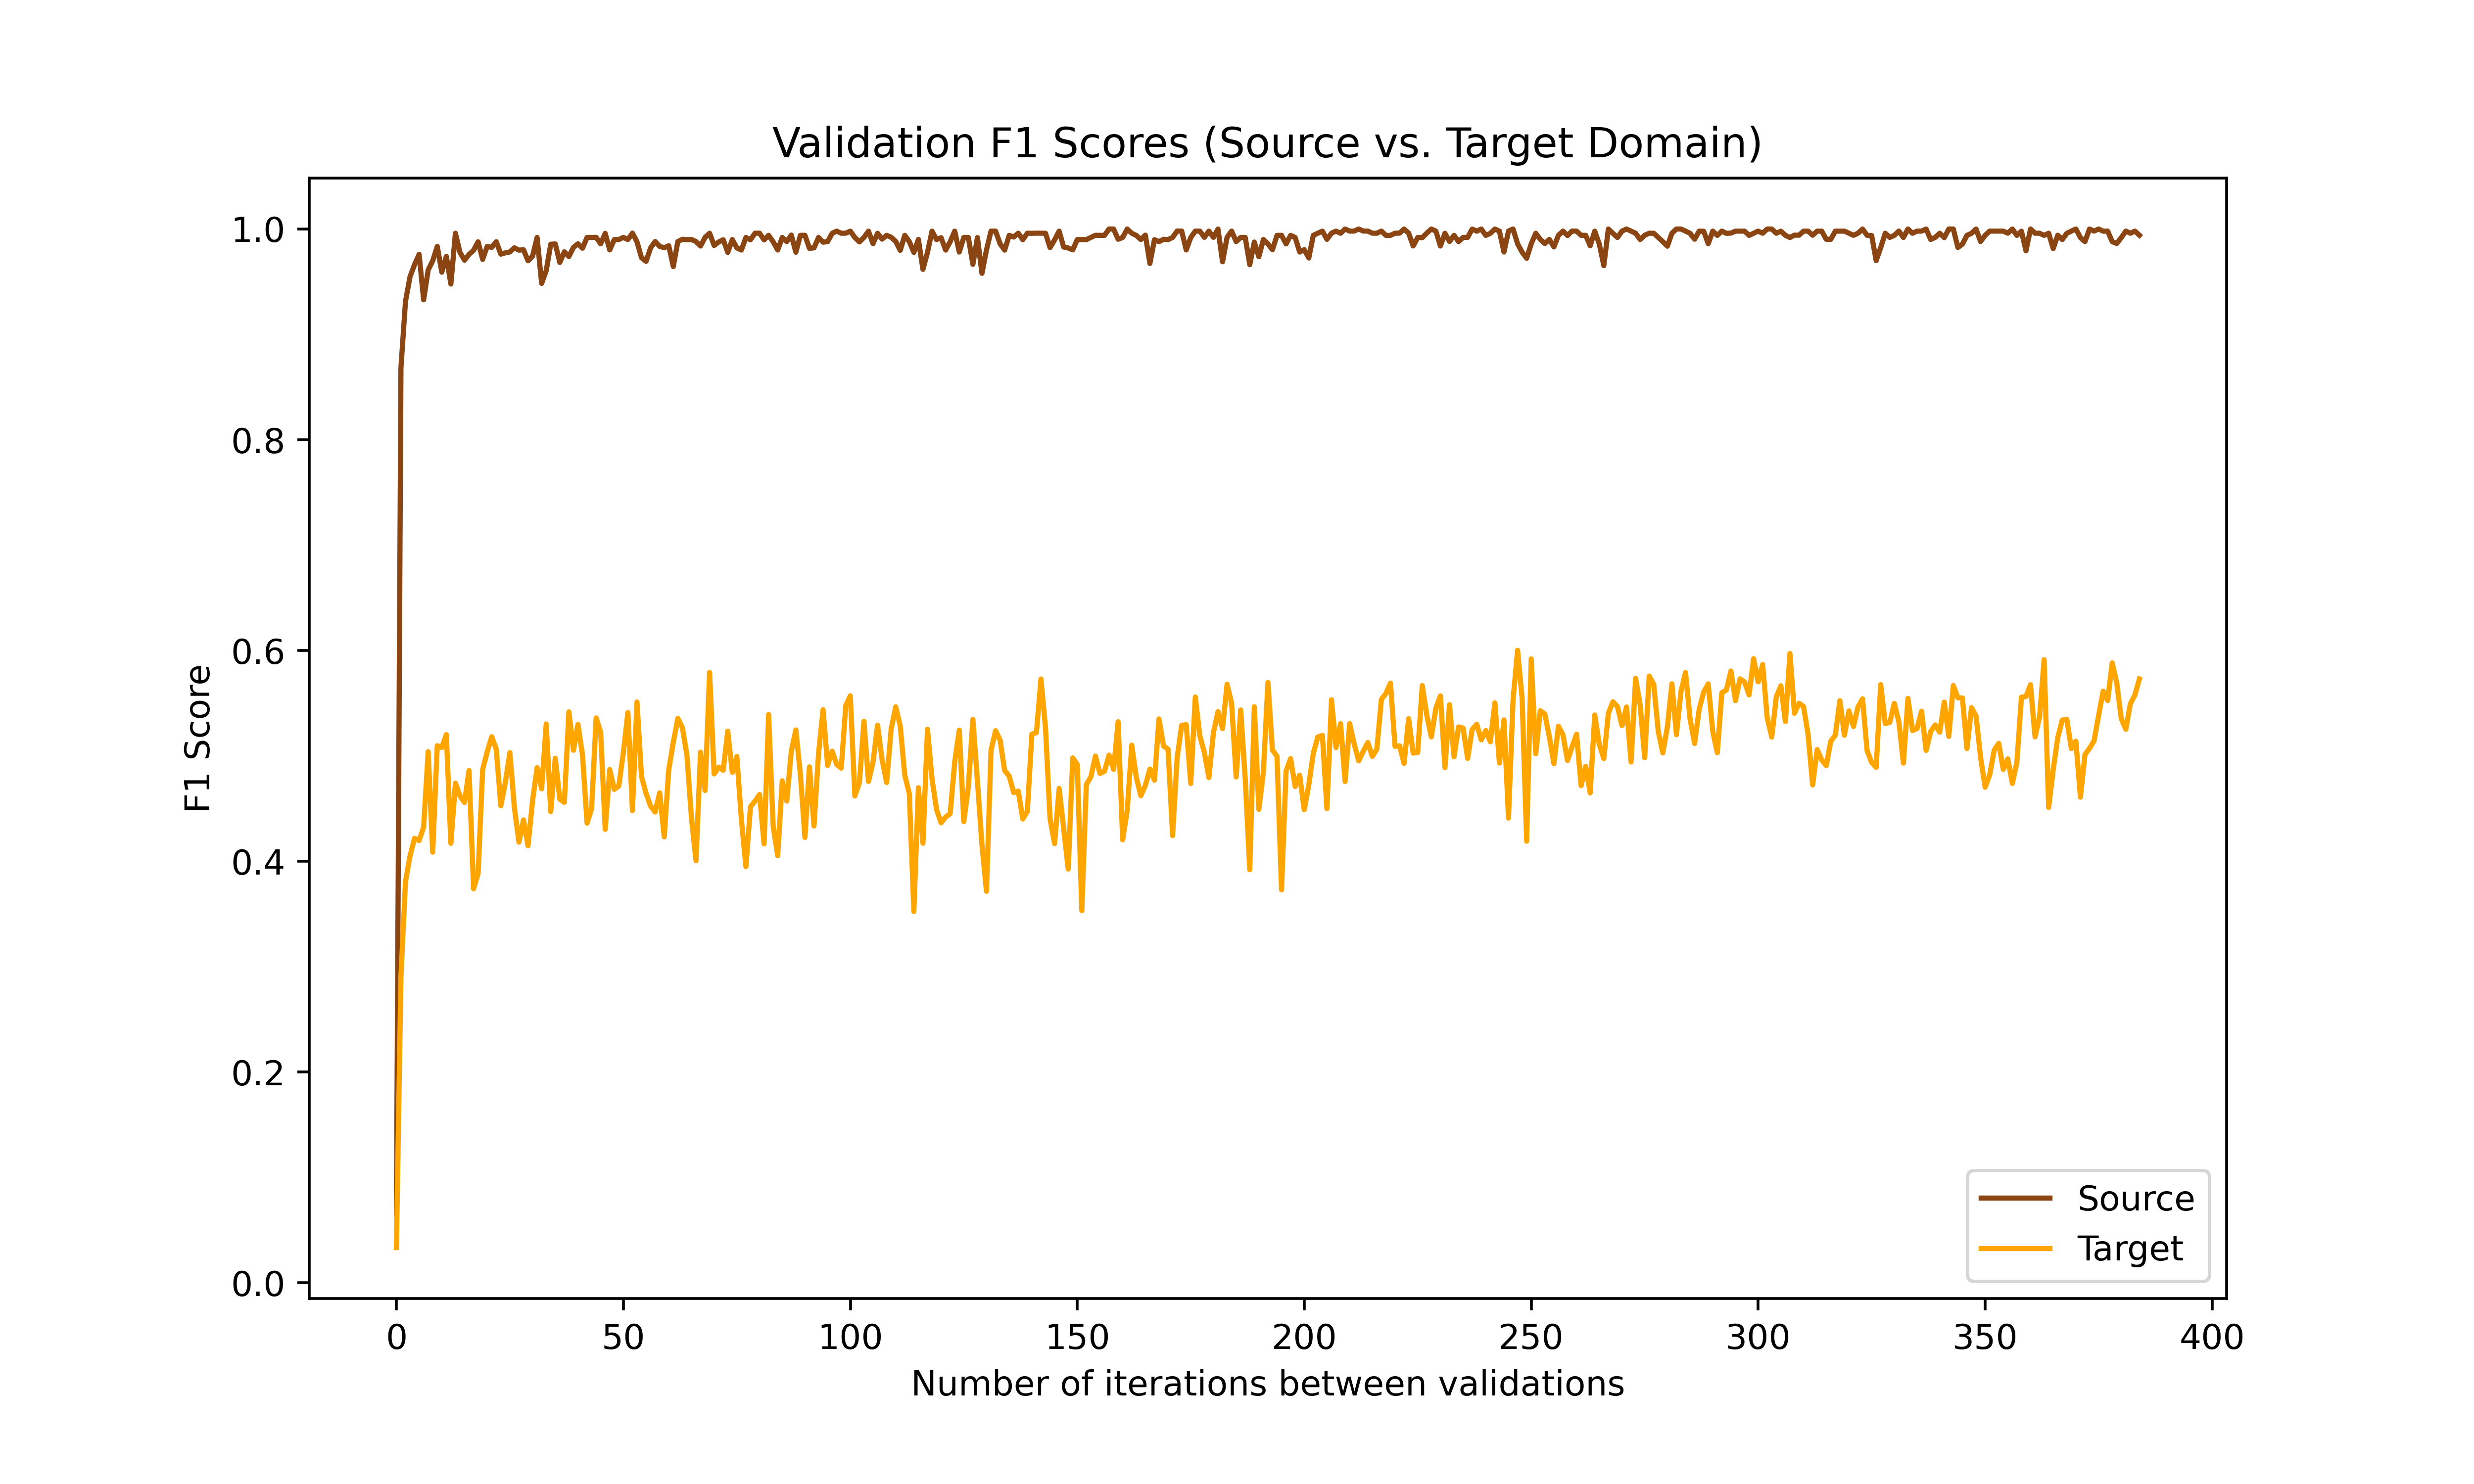 Validation F1 Scores (Source vs. Target Domain)
1.0
0.8
0.6
0.4
0.2
0.0
F1 Score
0 50 100 150 200 250 300 350 400
Number of iterations between validations
Source
Target